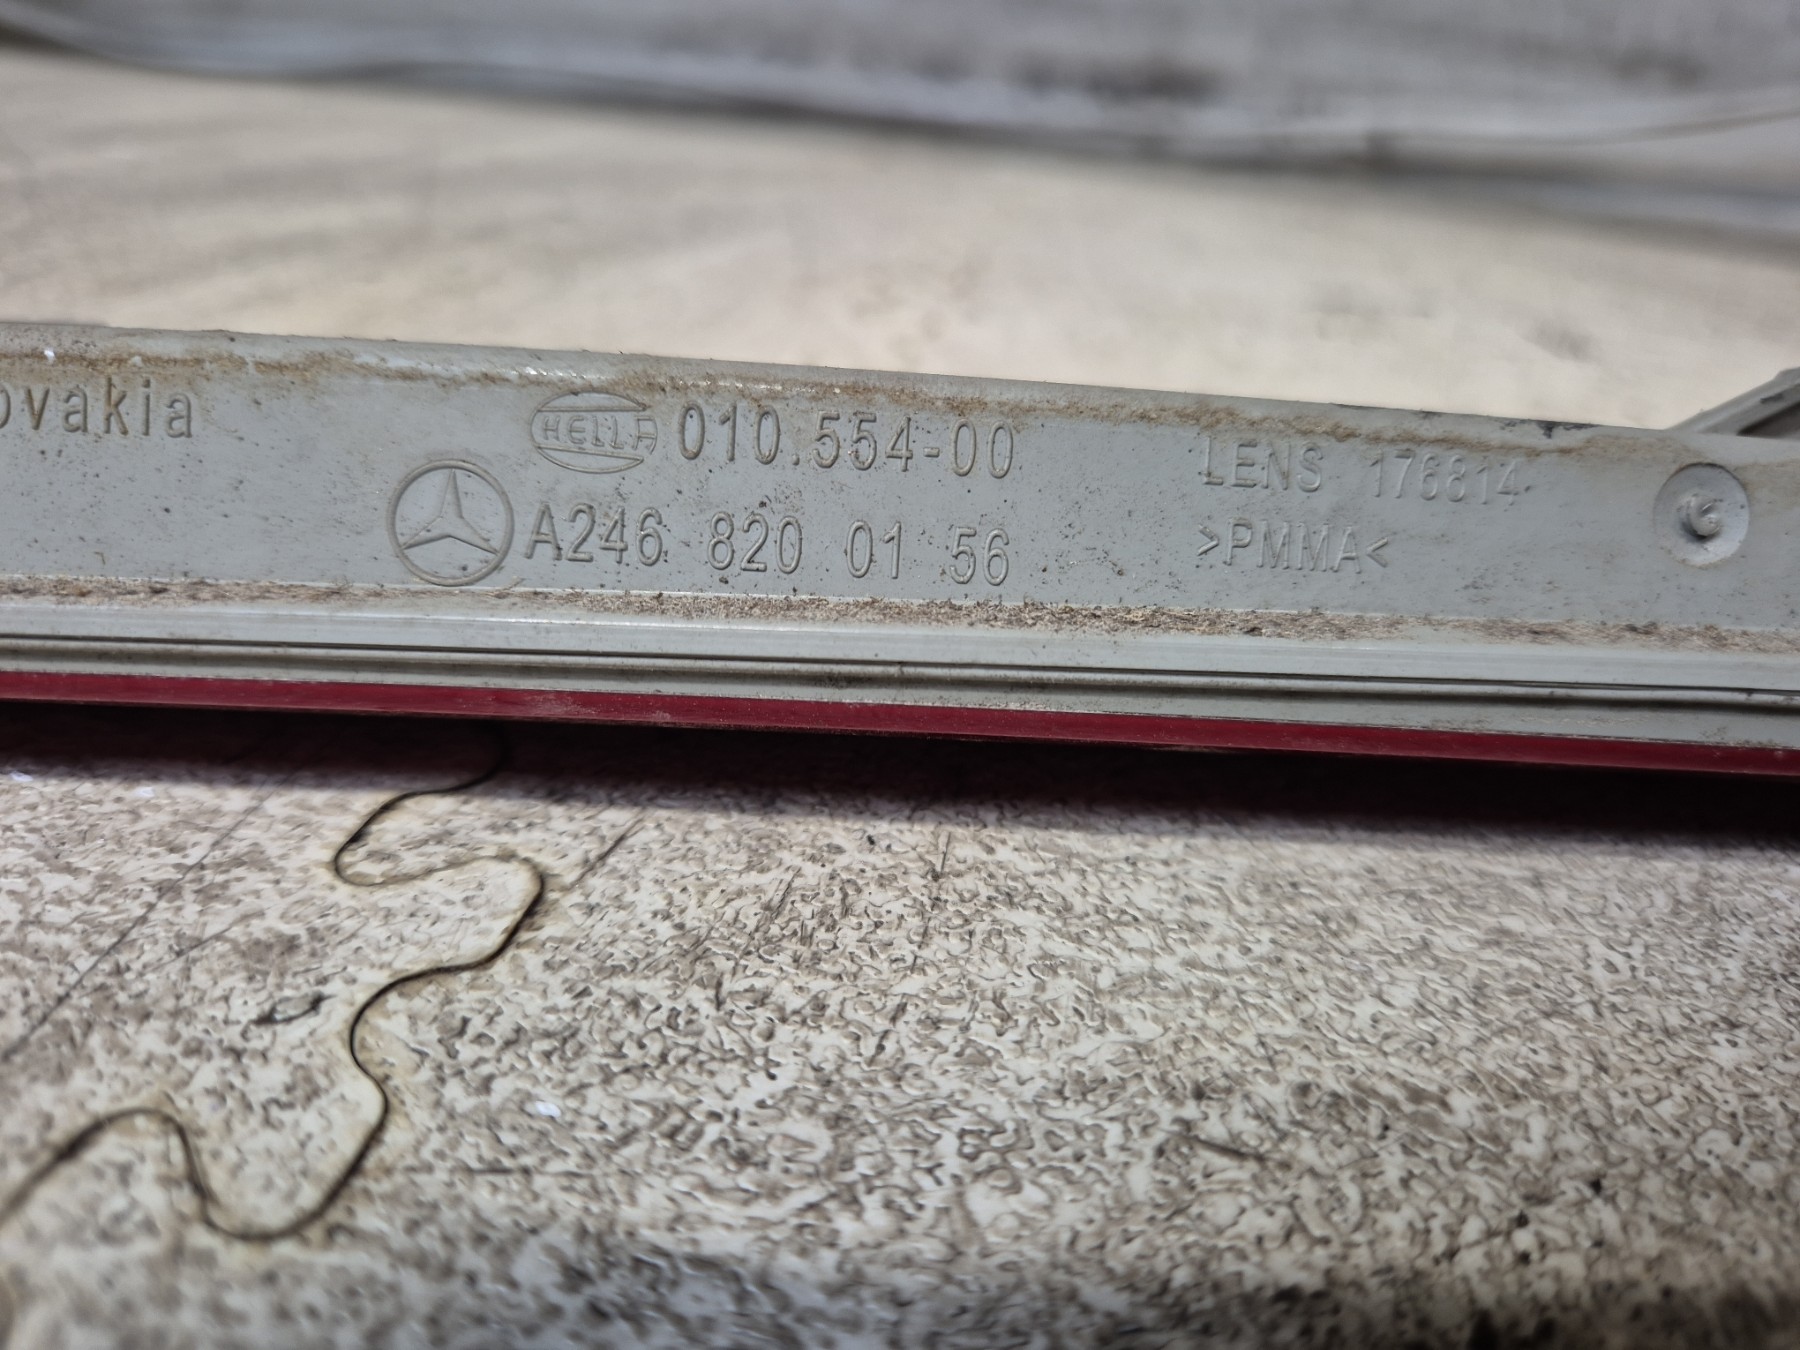 ovakia
HELLA 010.554-00
A246 820 01 56
LENS 176814
>PMMA<